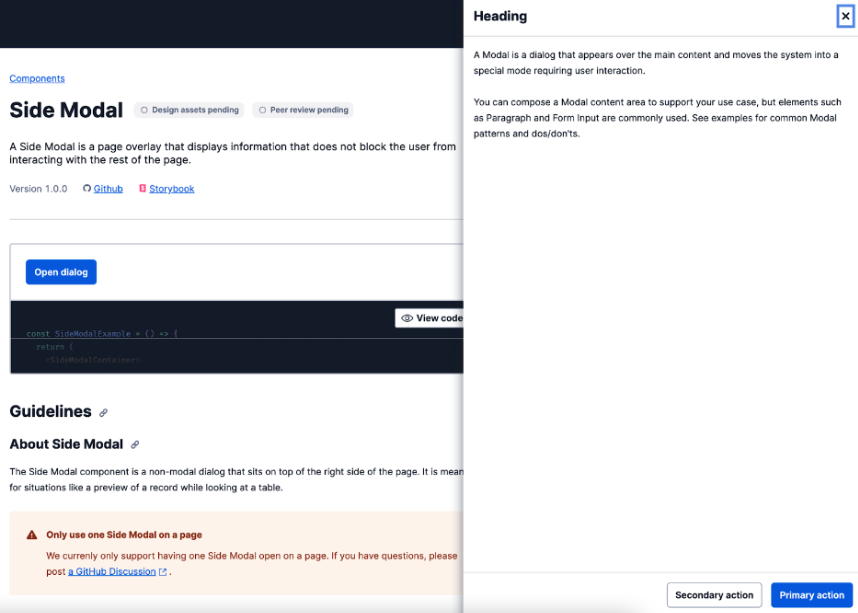 Components
Side Modal
Design assets pending
Peer review pending
A Side Modal is a page overlay that displays information that does not block the user from
interacting with the rest of the page.
Version 1.0.0
Github
Storybook
Open dialog
View code
const SideModalExample = () => {
return (
<SideModalContainer>
Guidelines
About Side Modal
The Side Modal component is a non-modal dialog that sits on top of the right side of the page. It is mean
for situations like a preview of a record while looking at a table.
Only use one Side Modal on a page
We currenly only support having one Side Modal open on a page. If you have questions, please
post a GitHub Discussion .
Heading
A Modal is a dialog that appears over the main content and moves the system into a
special mode requiring user interaction.
You can compose a Modal content area to support your use case, but elements such
as Paragraph and Form Input are commonly used. See examples for common Modal
patterns and dos/don'ts.
Secondary action
Primary action